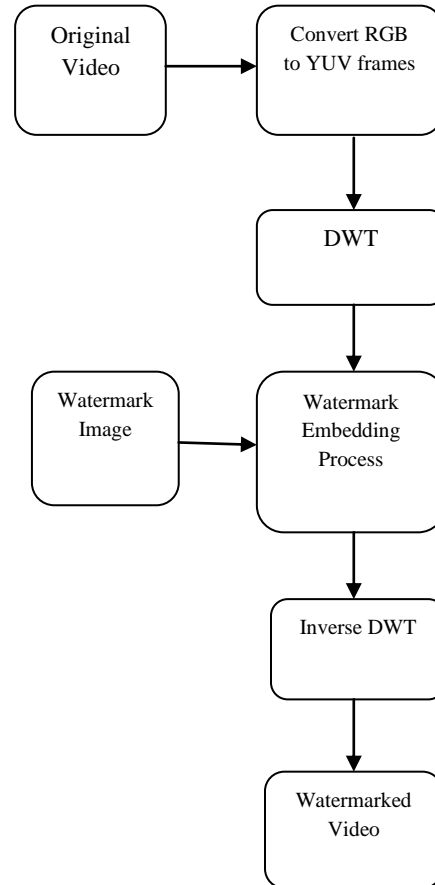 Original
Video
Convert RGB
to YUV frames
DWT
Watermark
Image
Watermark
Embedding
Process
Inverse DWT
Watermarked
Video